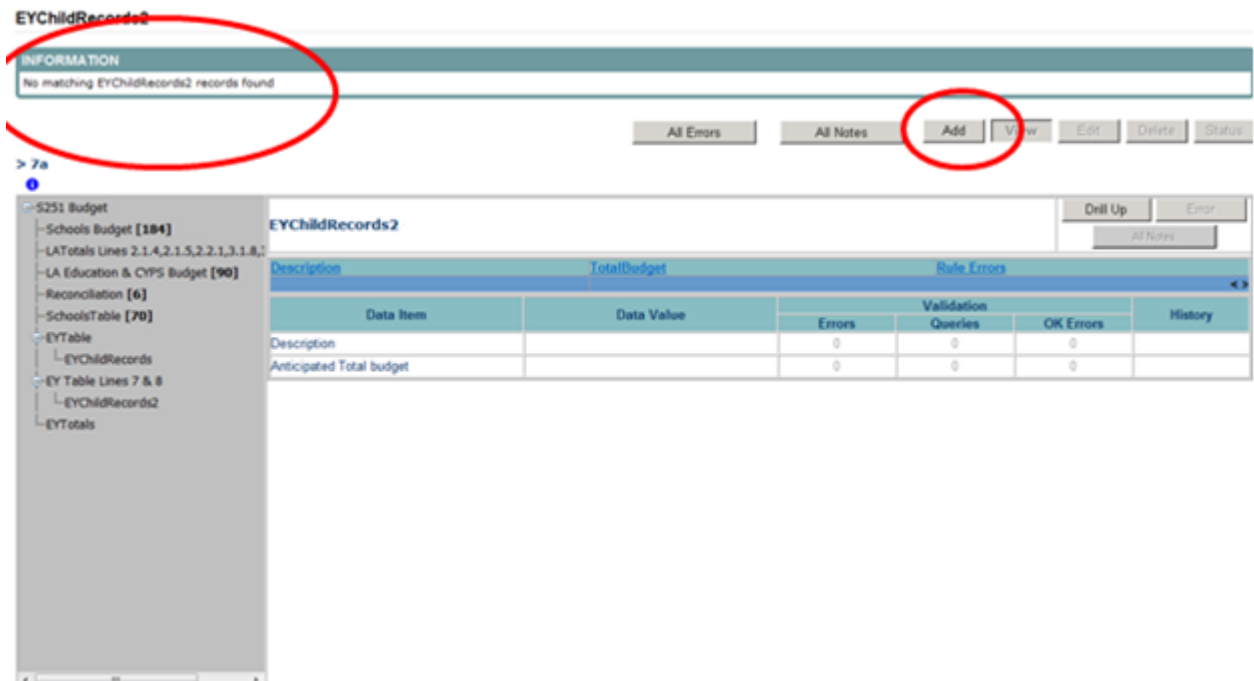 EYChildRecords2
INFORMATION
No matching EYChildRecords2 records found
All Errors All Notes Add View Edit Delete Status
> 7a
S251 Budget
Schools Budget [184]
LATotals Lines 2.1.4,2.1.5,2.2.1,3.1.8,
LA Education & CYPS Budget [90]
Reconciliation [6]
SchoolsTable [70]
EYTable
EYChildRecords
EY Table Lines 7 & 8
EYChildRecords2
EYTotals
EYChildRecords2
Drill Up Error
All Notes
Description TotalBudget Rule Errors
Data Item Data Value Validation History
Errors Queries OK Errors
Description 0 0 0
Anticipated Total budget 0 0 0